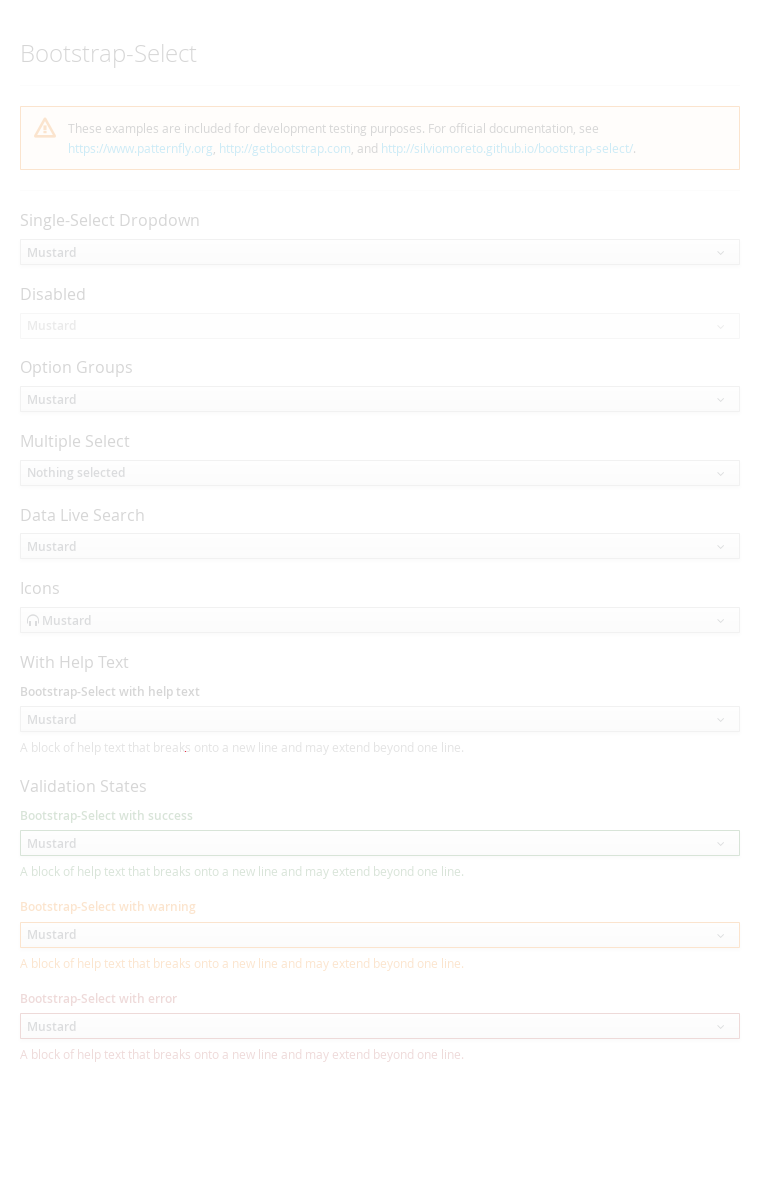 Bootstrap-Select
These examples are included for development testing purposes. For official documentation, see
https://www.patternfly.org, http://getbootstrap.com, and http://silviomoreto.github.io/bootstrap-select/.
Single-Select Dropdown
Mustard
Disabled
Mustard
Option Groups
Mustard
Multiple Select
Nothing selected
Data Live Search
Mustard
Icons
Mustard
With Help Text
Bootstrap-Select with help text
Mustard
A block of help text that breaks onto a new line and may extend beyond one line.
Validation States
Bootstrap-Select with success
Mustard
A block of help text that breaks onto a new line and may extend beyond one line.
Bootstrap-Select with warning
Mustard
A block of help text that breaks onto a new line and may extend beyond one line.
Bootstrap-Select with error
Mustard
A block of help text that breaks onto a new line and may extend beyond one line.